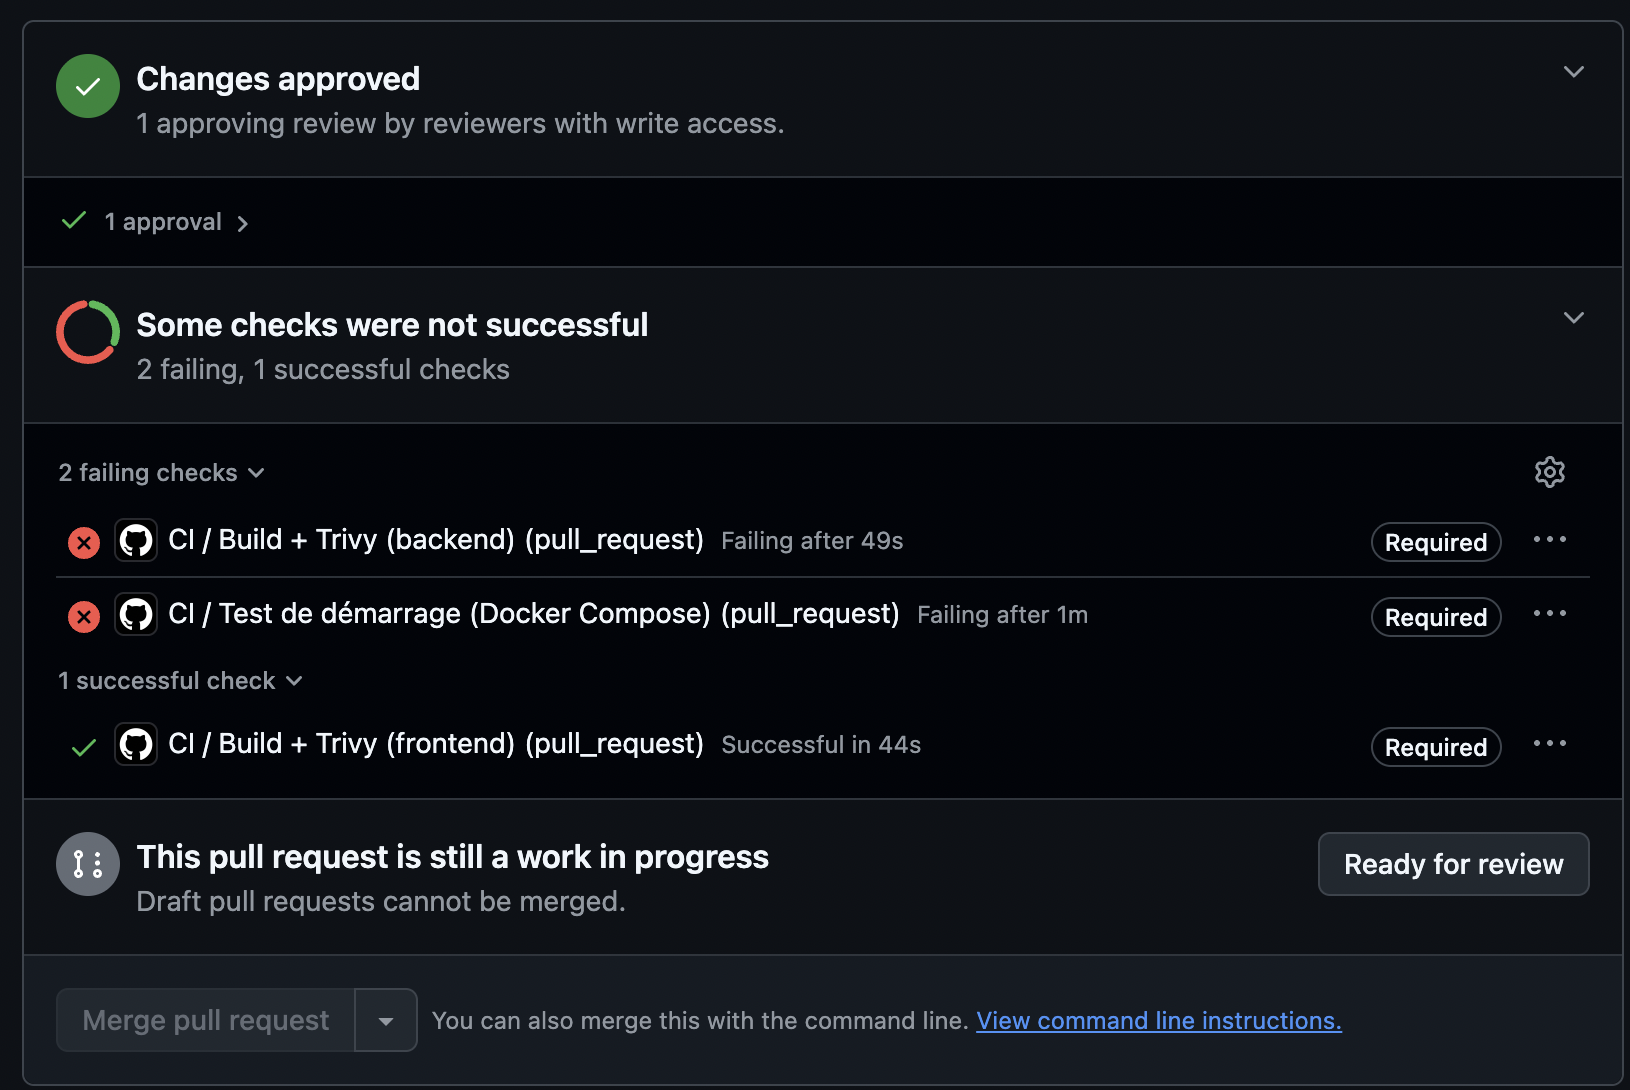 Changes approved
1 approving review by reviewers with write access.
1 approval
Some checks were not successful
2 failing, 1 successful checks
2 failing checks
CI / Build + Trivy (backend) (pull_request) Failing after 49s Required
CI / Test de démarrage (Docker Compose) (pull_request) Failing after 1m Required
1 successful check
CI / Build + Trivy (frontend) (pull_request) Successful in 44s Required
This pull request is still a work in progress
Draft pull requests cannot be merged.
Ready for review
Merge pull request You can also merge this with the command line. View command line instructions.